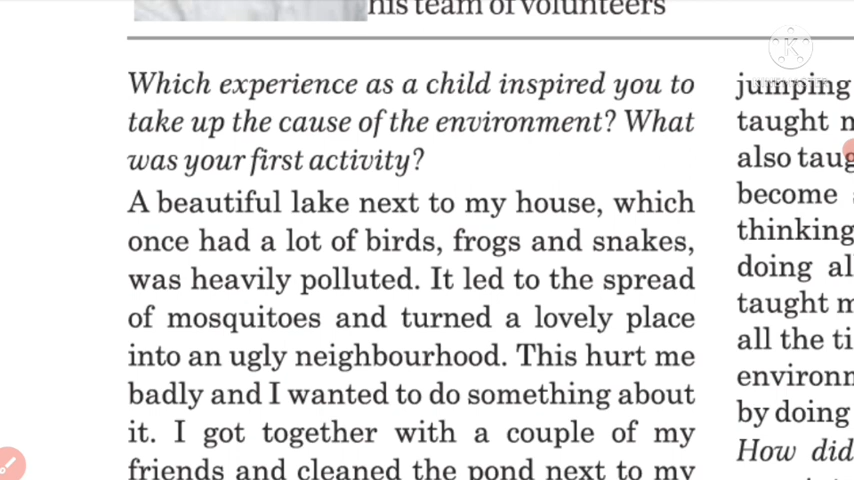 his team of volunteers
Which experience as a child inspired you to
take up the cause of the environment? What
was your first activity?
A beautiful lake next to my house, which
once had a lot of birds, frogs and snakes,
was heavily polluted. It led to the spread
of mosquitoes and turned a lovely place
into an ugly neighbourhood. This hurt me
badly and I wanted to do something about
it. I got together with a couple of my
friends and cleaned the pond next to my
jumping
taught
also
become
thinking
doing
taught
all the
environm
by doing
How did
K